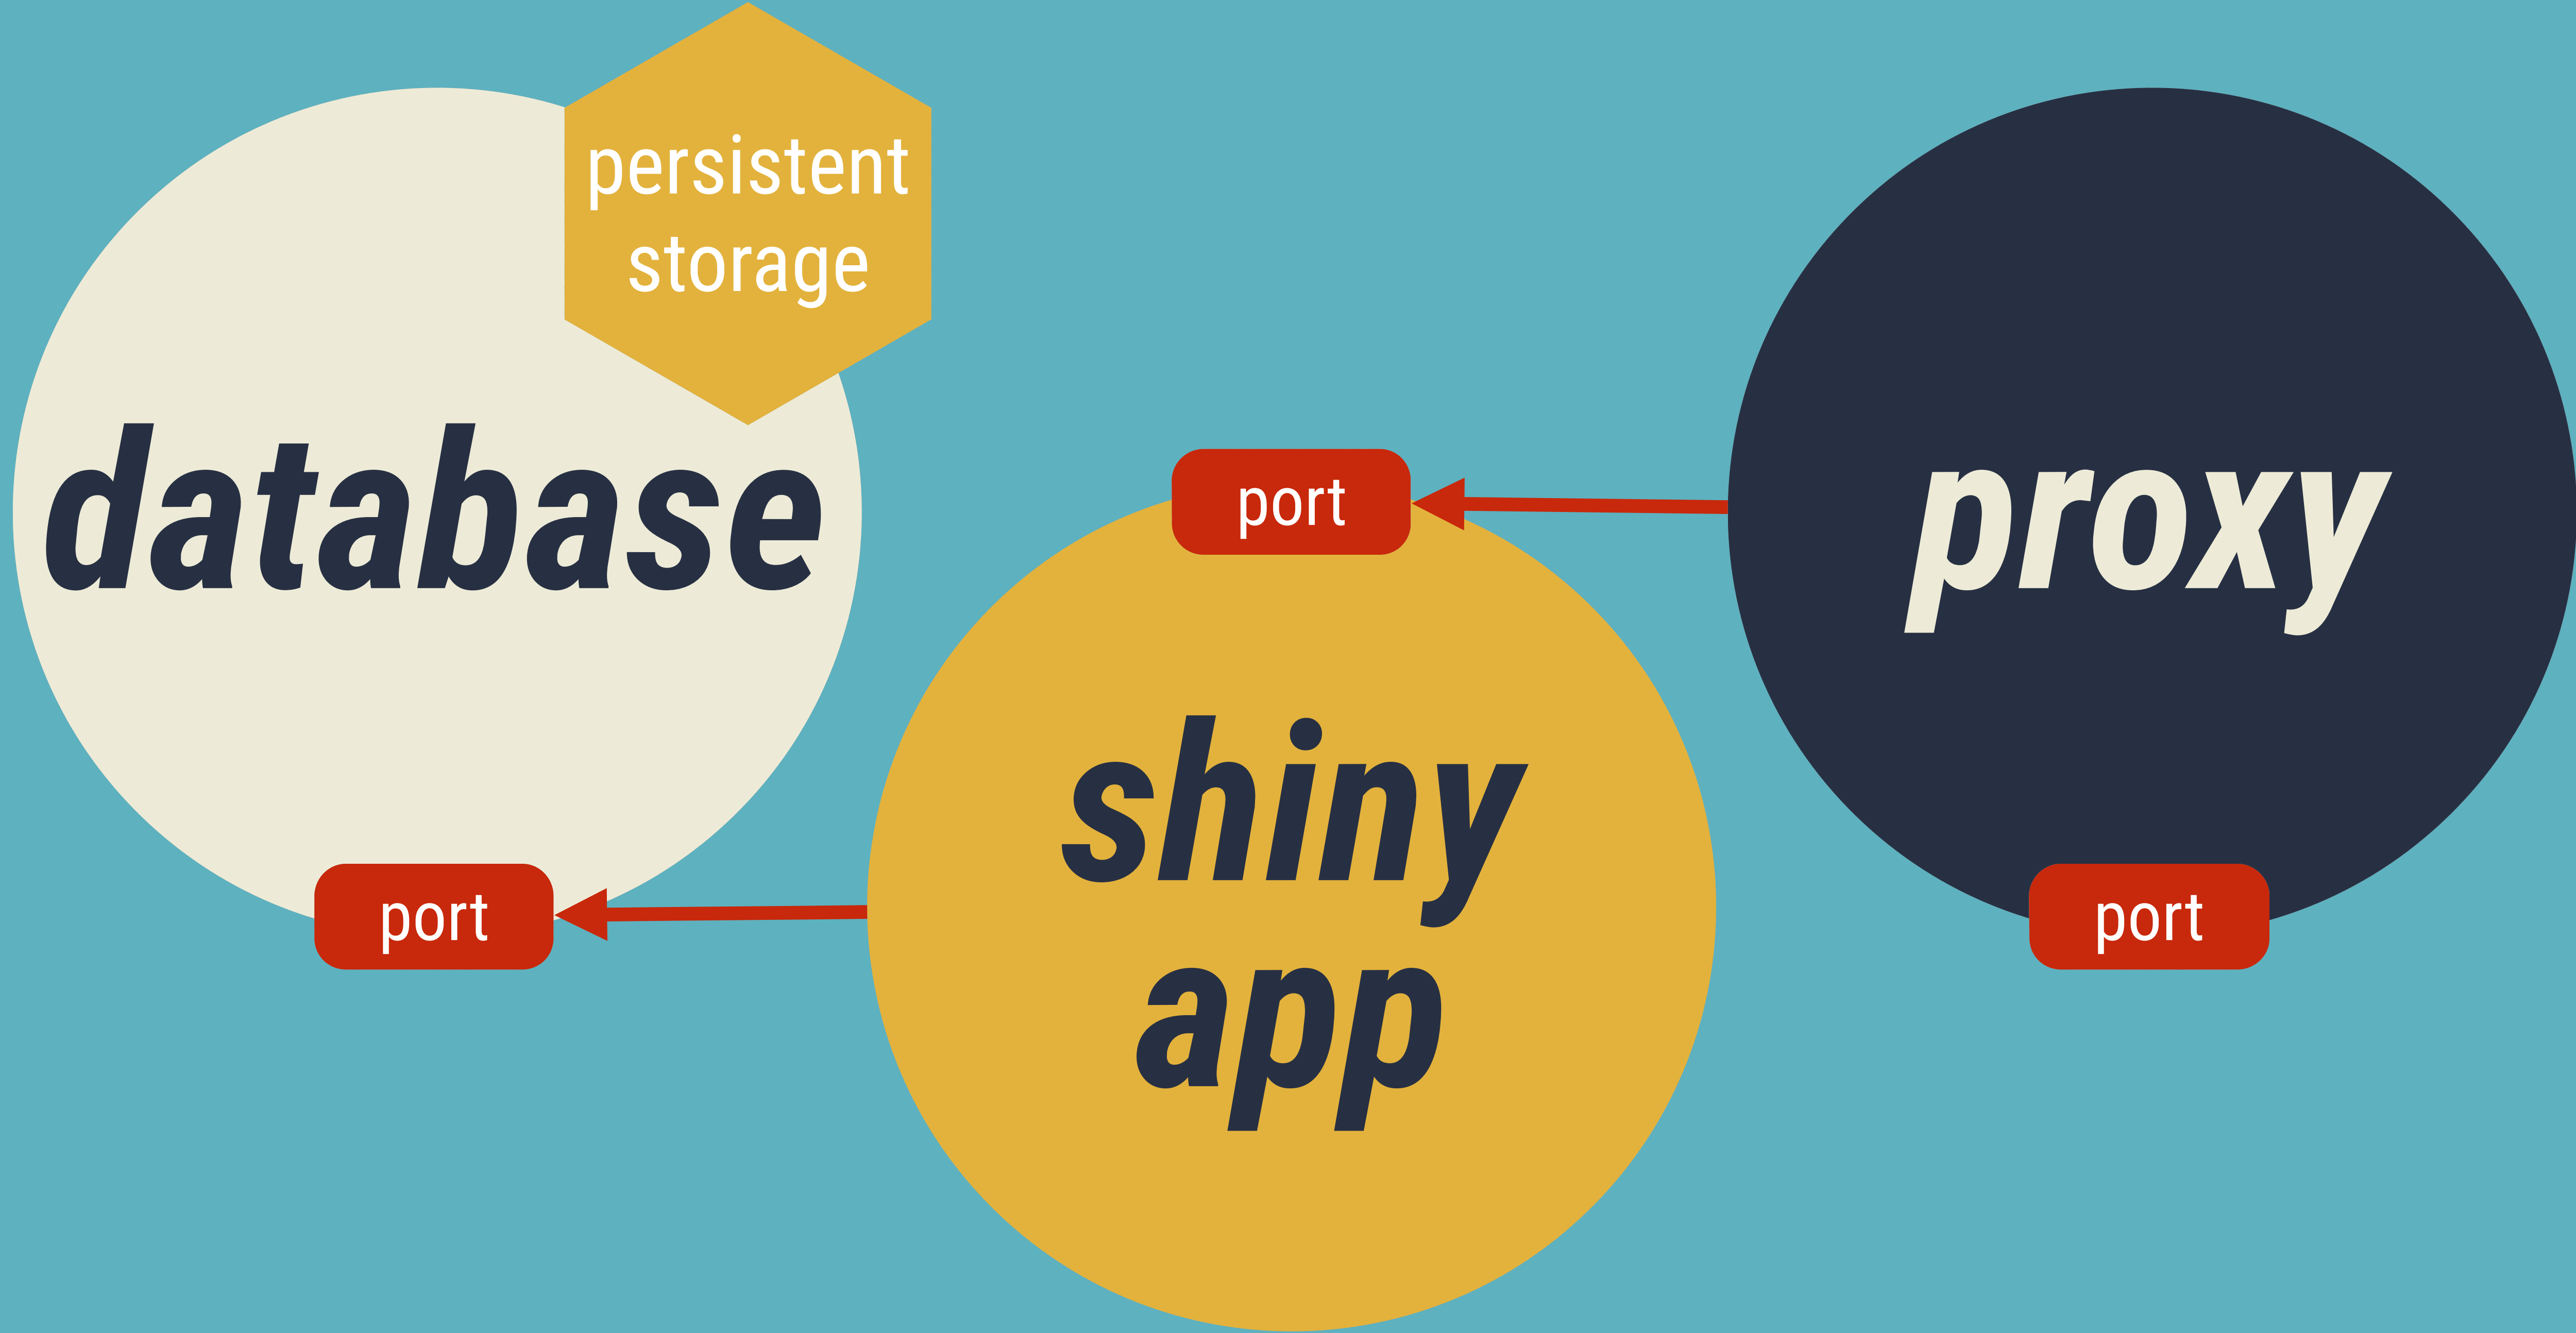 persistent
storage
database
port
port
shiny
app
proxy
port